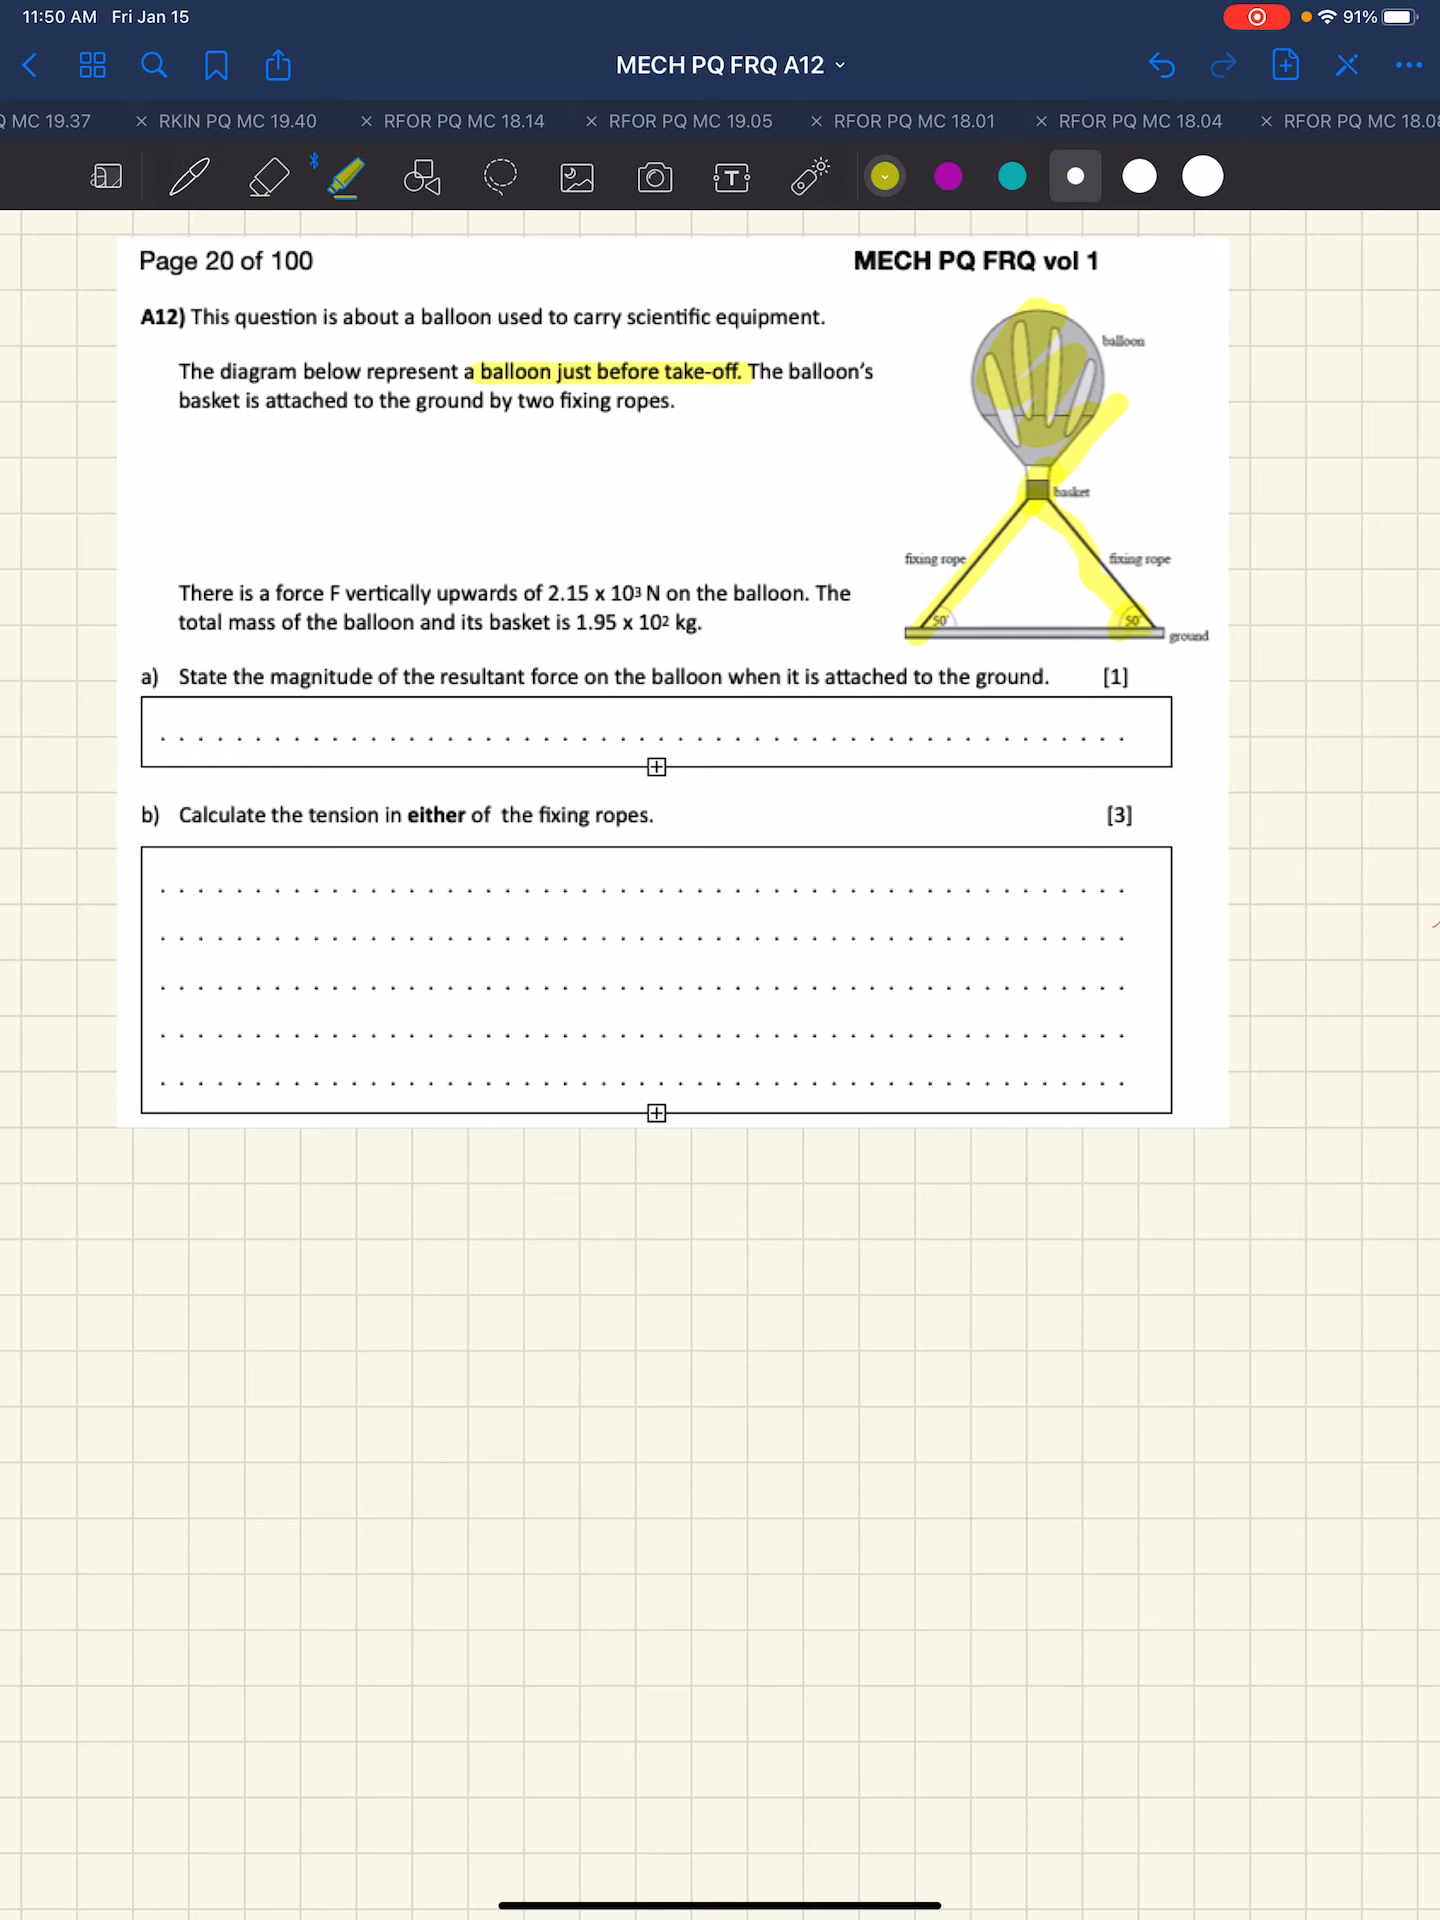 11:50 AM Fri Jan 15
91%
MECH PQ FRQ A12
Q MC 19.37
RKIN PQ MC 19.40
RFOR PQ MC 18.14
RFOR PQ MC 19.05
RFOR PQ MC 18.01
RFOR PQ MC 18.04
RFOR PQ MC 18.08
Page 20 of 100
MECH PQ FRQ vol 1
A12) This question is about a balloon used to carry scientific equipment.
The diagram below represent a balloon just before take-off. The balloon's
basket is attached to the ground by two fixing ropes.
balloon
basket
fixing rope
fixing rope
50°
50°
ground
There is a force F vertically upwards of 2.15 x 10³ N on the balloon. The
total mass of the balloon and its basket is 1.95 x 10² kg.
a) State the magnitude of the resultant force on the balloon when it is attached to the ground. [1]
b) Calculate the tension in either of the fixing ropes. [3]